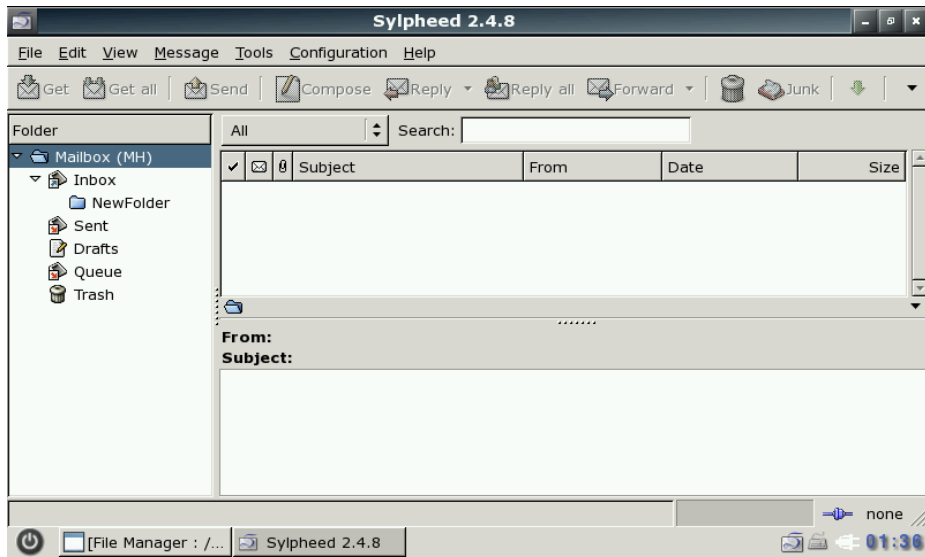 Sylpheed 2.4.8
File Edit View Message Tools Configuration Help
Get Get all Send Compose Reply Reply all Forward Junk
Folder
All Search:
Mailbox (MH)
Subject From Date Size
Inbox
NewFolder
Sent
Drafts
Queue
Trash
From:
Subject:
none
[File Manager : /... Sylpheed 2.4.8 01:36